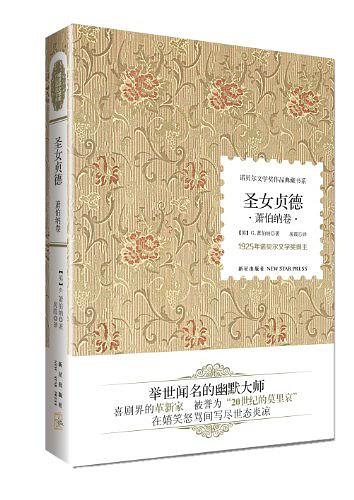 圣女贞德
萧伯纳卷
诺贝尔文学奖作品典藏书系
圣女贞德
·萧伯纳卷·
【英】G.萧伯纳◎著
1925年诺贝尔文学奖得主
新星出版社 NEW STAR PRESS
举世闻名的幽默大师
喜剧界的革新家 被誉为“20世纪的莫里哀”
在嬉笑怒骂间写尽世态炎凉